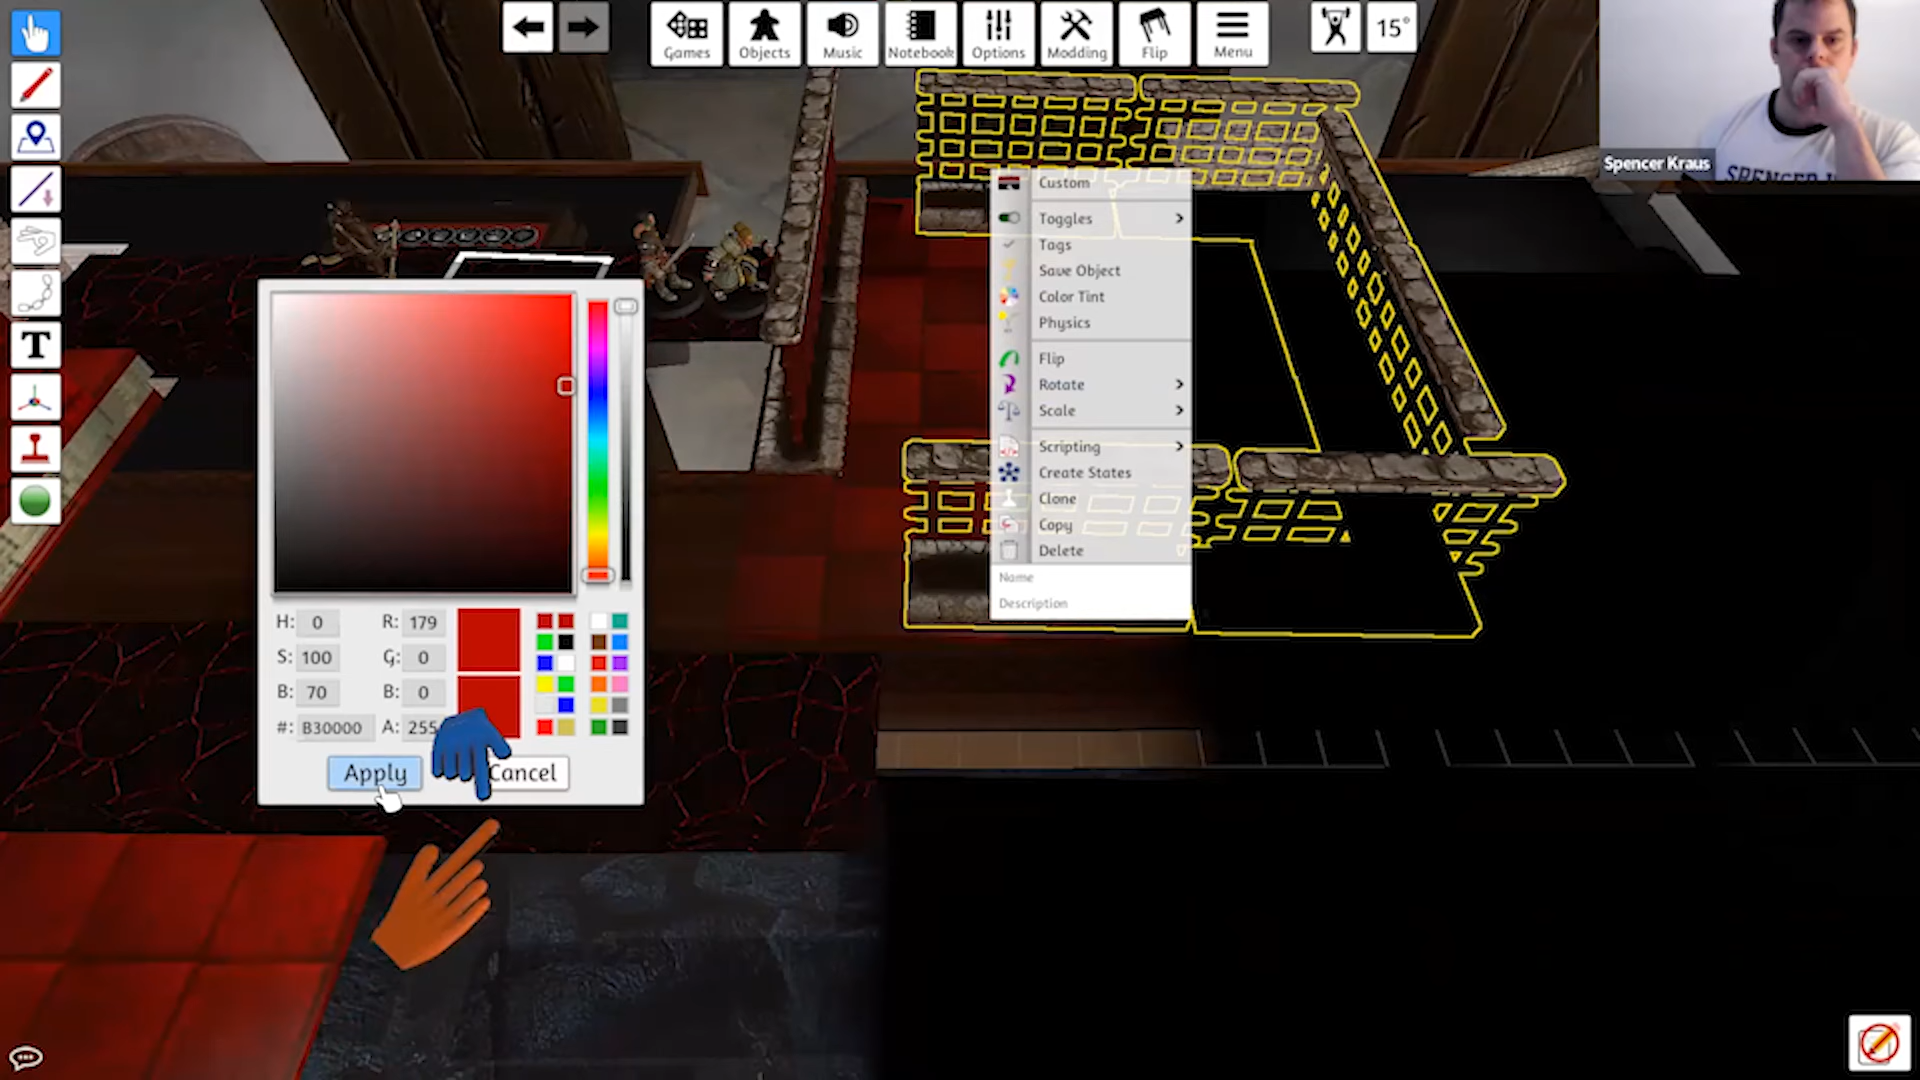 Games
Objects
Music
Notebook
Options
Modding
Flip
Menu
15°
Spencer Kraus
SPENCER
Custom
Toggles
Tags
Save Object
Color Tint
Physics
Flip
Rotate
Scale
Scripting
Create States
Clone
Copy
Delete
Name
Description
H: 0 R: 179
S: 100 G: 0
B: 70 B: 0
#: B30000 A: 255
Apply Cancel
T